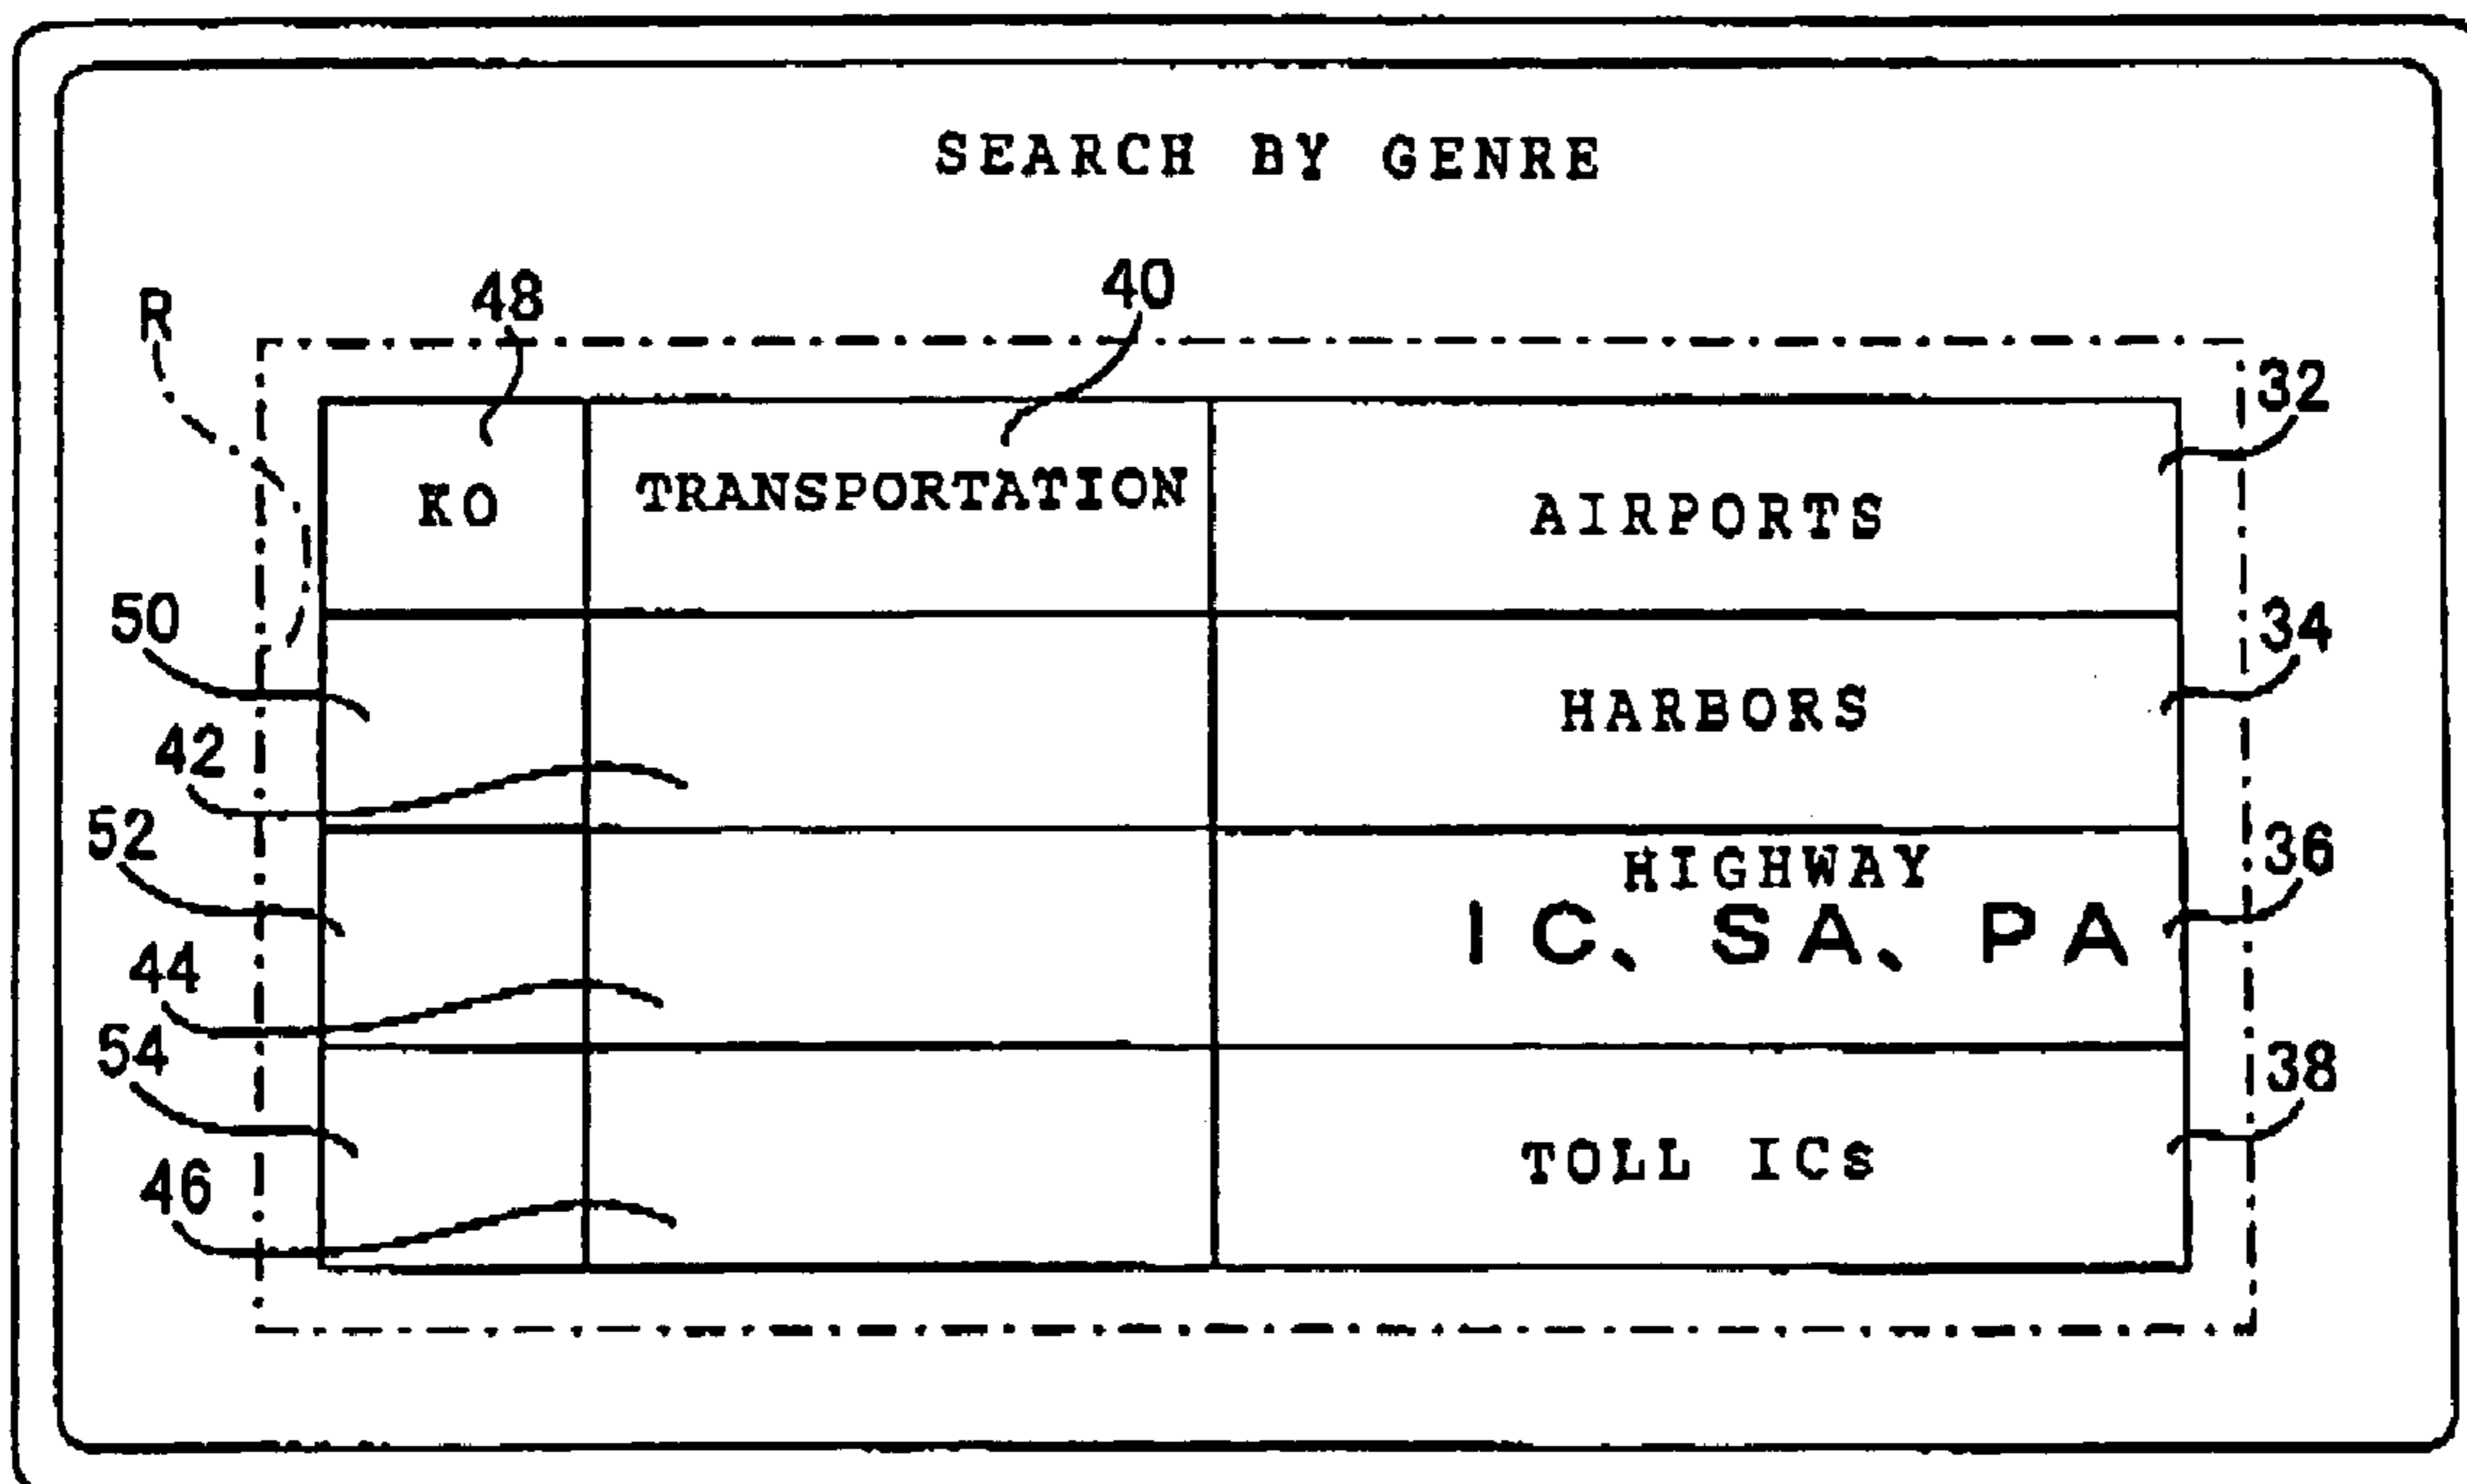 SEARCH BY GENRE
R
48
40
32
KO
TRANSPORTATION
AIRPORTS
50
34
HARBORS
42
52
HIGHWAY
36
IC、SA、PA
44
54
38
TOLL ICs
46